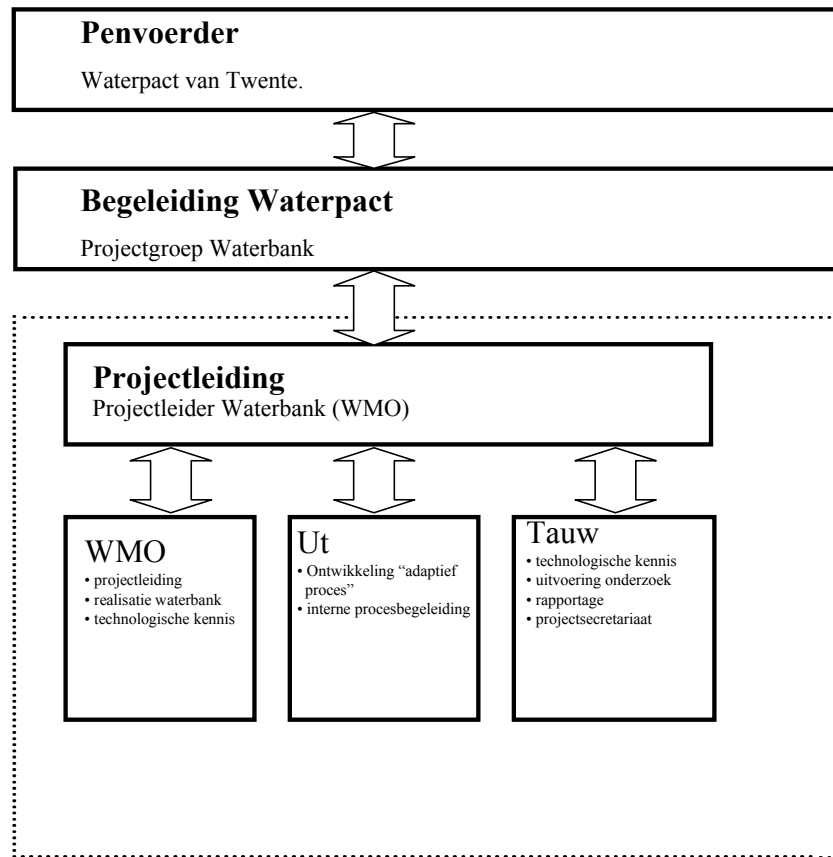 Penvoerder
Waterpact van Twente.
Begeleiding Waterpact
Projectgroep Waterbank
Projectleiding
Projectleider Waterbank (WMO)
WMO
• projectleiding
• realisatie waterbank
• technologische kennis
Ut
• Ontwikkeling “adaptief
proces”
• interne procesbegeleiding
Tauw
• technologische kennis
• uitvoering onderzoek
• rapportage
• projectsecretariaat